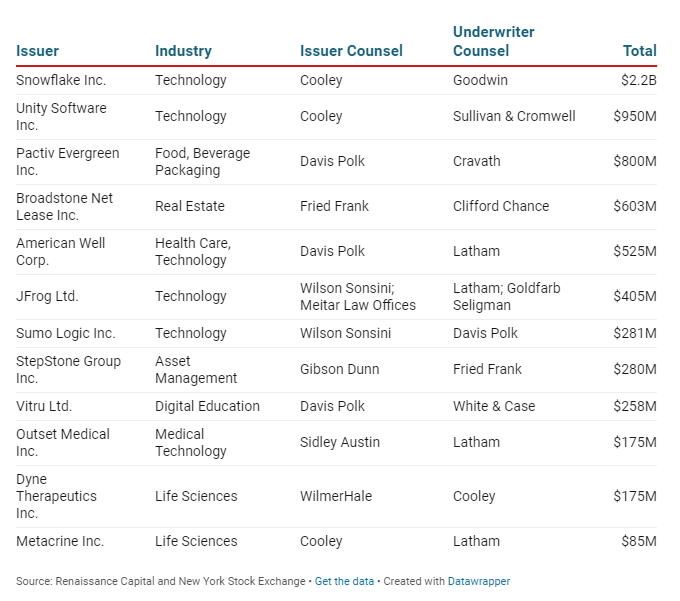 Issuer Industry Issuer Counsel Underwriter Counsel Total
Snowflake Inc. Technology Cooley Goodwin $2.2B
Unity Software Inc. Technology Cooley Sullivan & Cromwell $950M
Pactiv Evergreen Inc. Food, Beverage Packaging Davis Polk Cravath $800M
Broadstone Net Lease Inc. Real Estate Fried Frank Clifford Chance $603M
American Well Corp. Health Care, Technology Davis Polk Latham $525M
JFrog Ltd. Technology Wilson Sonsini; Meitar Law Offices Latham; Goldfarb Seligman $405M
Sumo Logic Inc. Technology Wilson Sonsini Davis Polk $281M
StepStone Group Inc. Asset Management Gibson Dunn Fried Frank $280M
Vitru Ltd. Digital Education Davis Polk White & Case $258M
Outset Medical Inc. Medical Technology Sidley Austin Latham $175M
Dyne Therapeutics Inc. Life Sciences WilmerHale Cooley $175M
Metacrine Inc. Life Sciences Cooley Latham $85M
Source: Renaissance Capital and New York Stock Exchange • Get the data • Created with Datawrapper